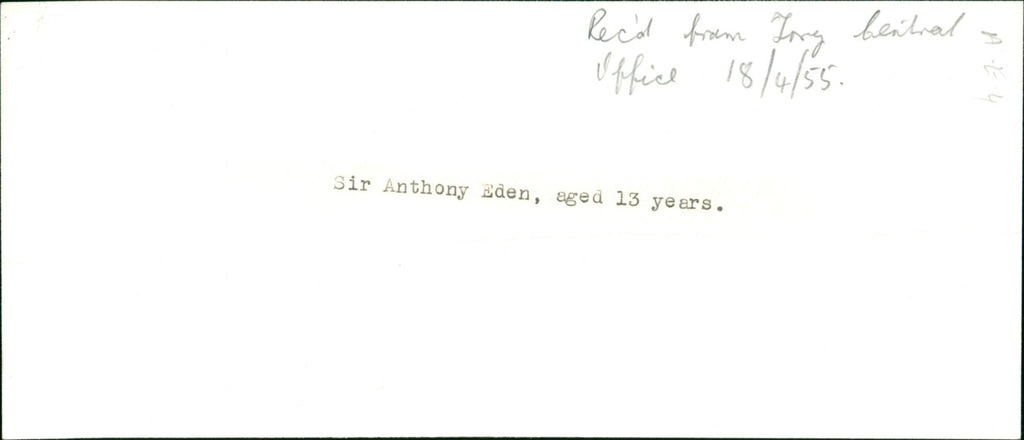 Rec'd from Tory Central
Office 18/4/55.
Sir Anthony Eden, aged 13 years.